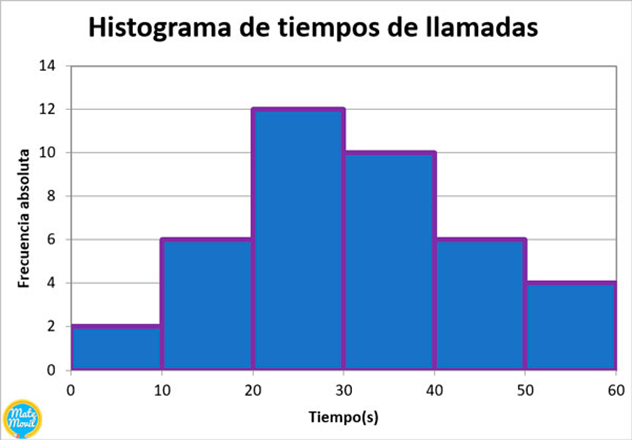 Histograma de tiempos de llamadas
Frecuencia absoluta
14
12
10
8
6
4
2
0
0 10 20 30 40 50 60
Tiempo(s)
Mate
Movil